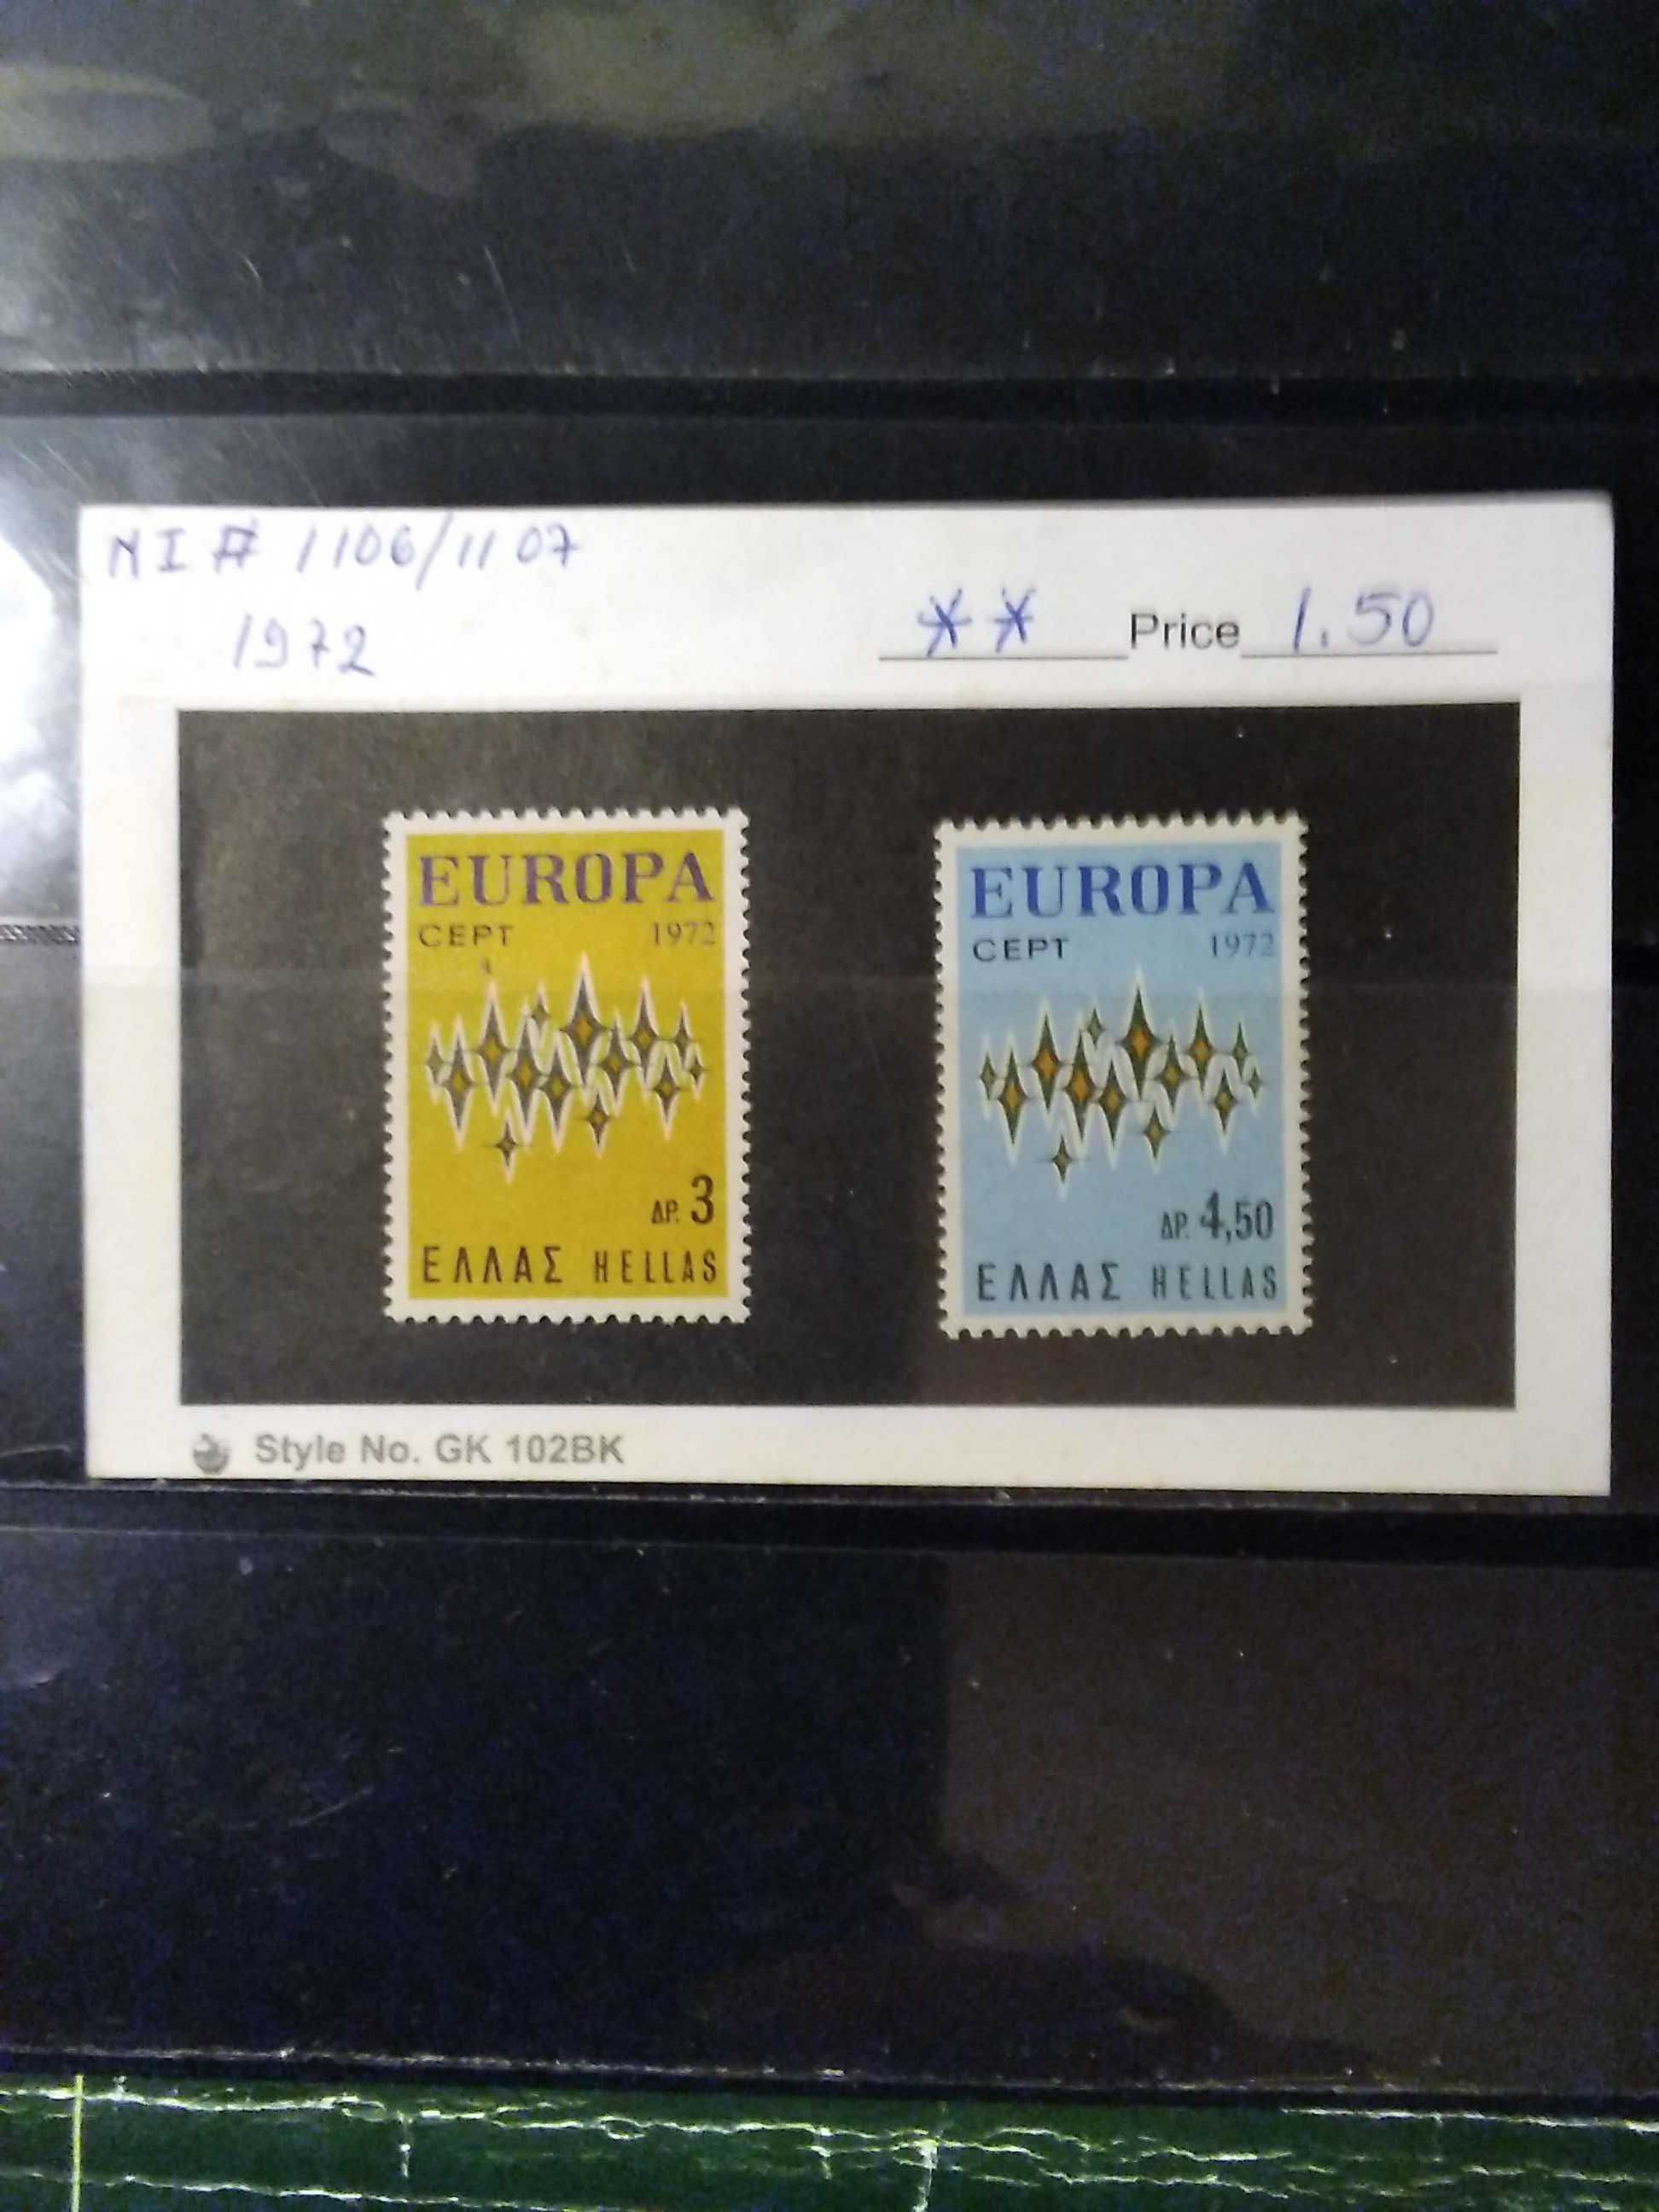 MI # 1106/1107
1972
** Price 1.50
EUROPA
CEPT 1972
ΔΡ. 3
ΕΛΛΑΣ HELLAS
EUROPA
CEPT 1972
ΔΡ. 4,50
ΕΛΛΑΣ HELLAS
Style No. GK 102BK